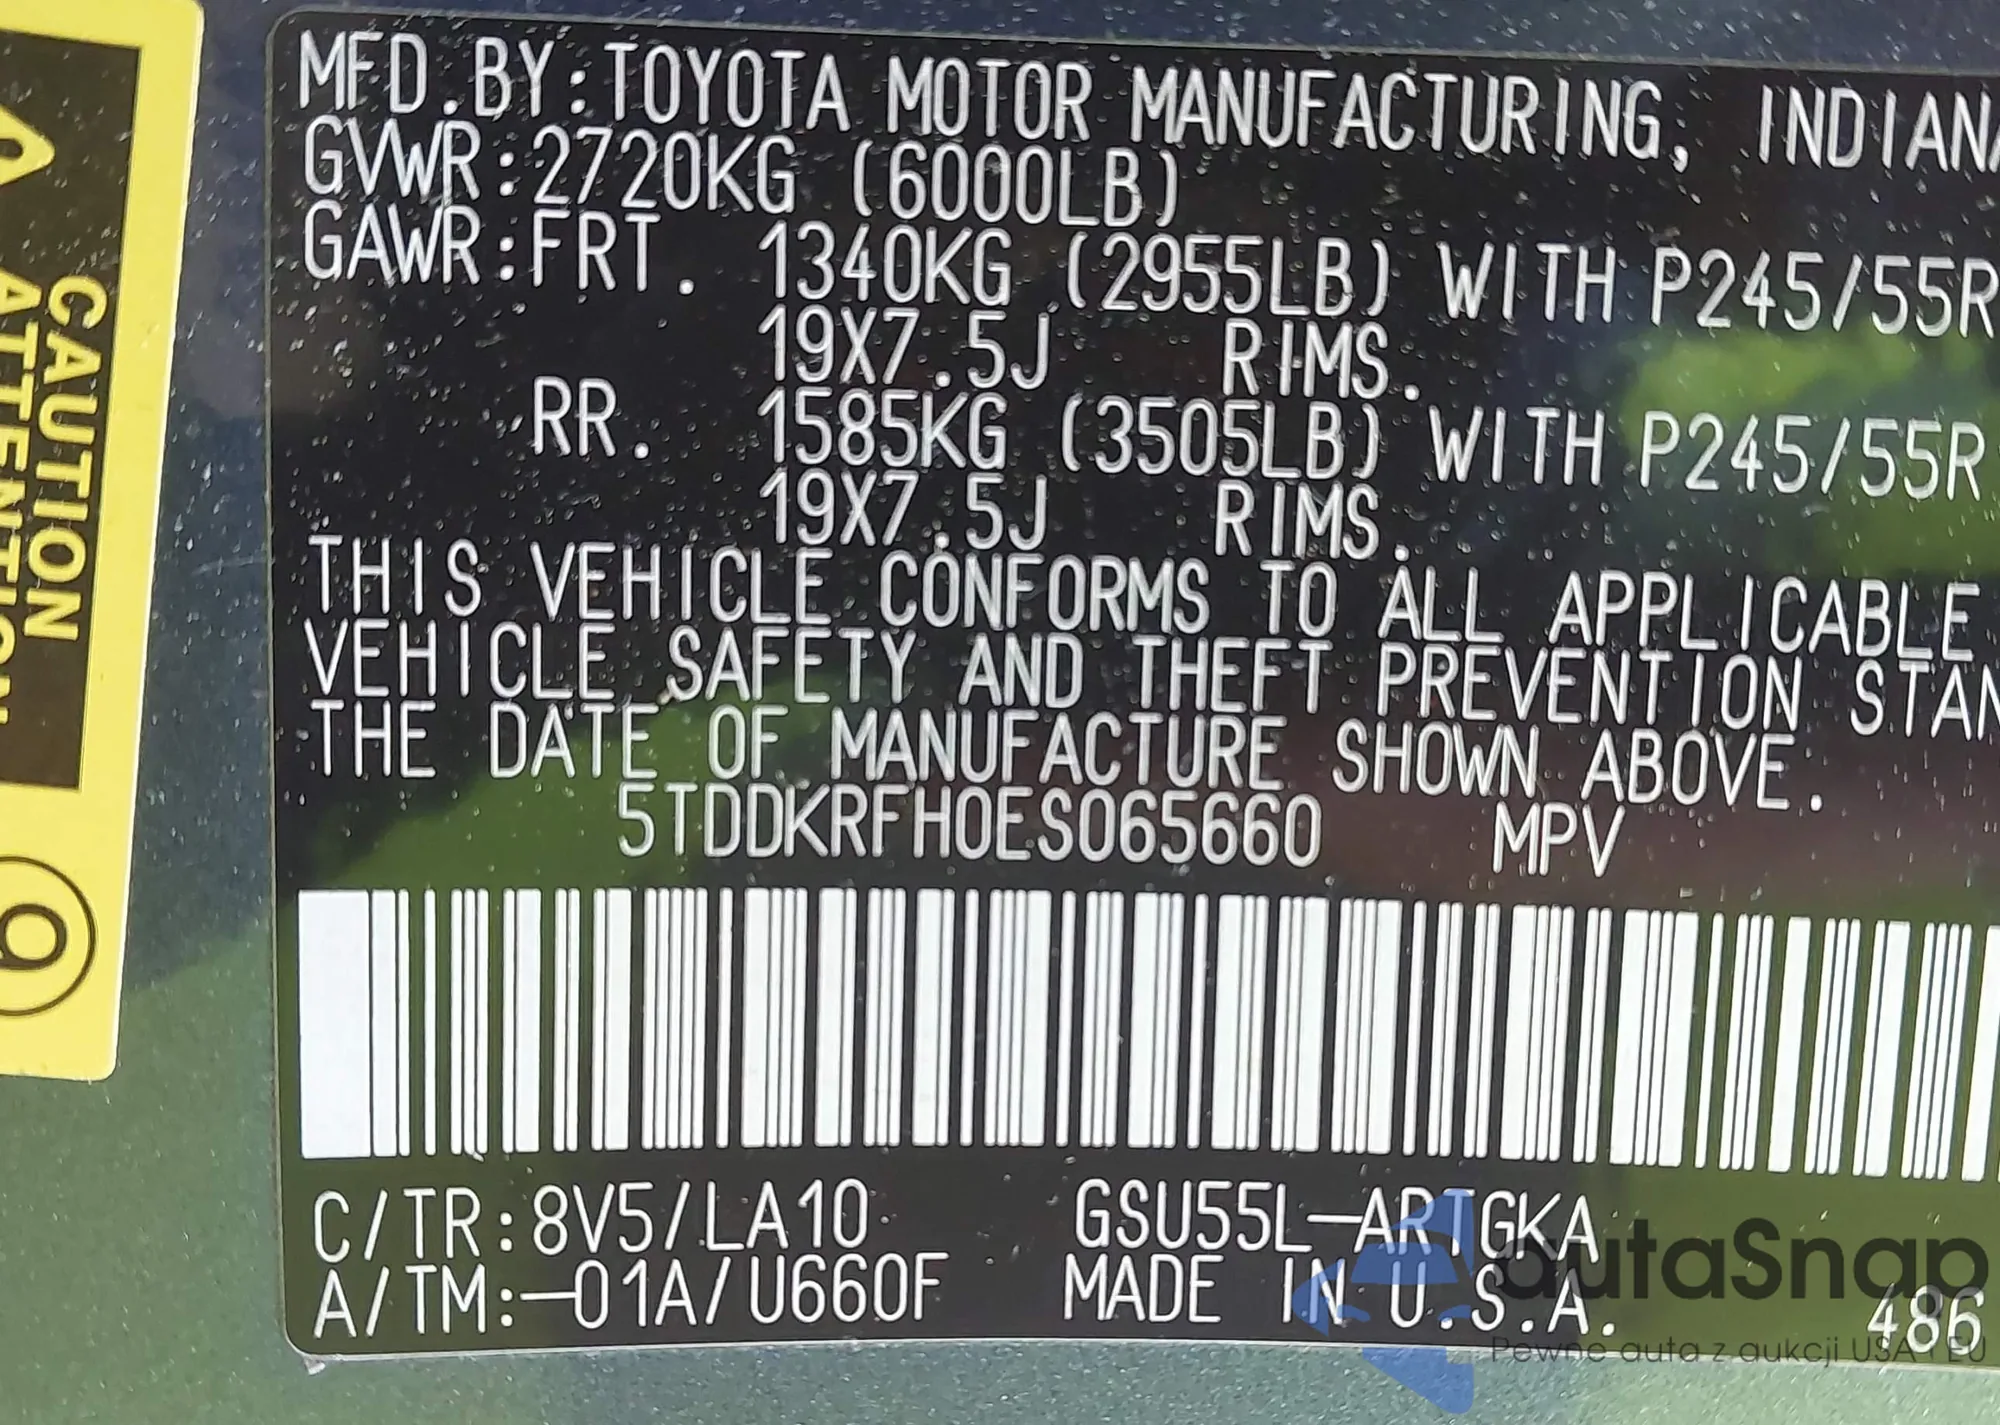 MFD.BY:TOYOTA MOTOR MANUFACTURING, INDIANA
GVWR:2720KG (6000LB)
GAWR:FRT. 1340KG (2955LB) WITH P245/55R
19X7.5J RIMS.
RR. 1585KG (3505LB) WITH P245/55R
19X7.5J RIMS.
THIS VEHICLE CONFORMS TO ALL APPLICABLE
VEHICLE SAFETY AND THEFT PREVENTION STAN
THE DATE OF MANUFACTURE SHOWN ABOVE.
5TDDKRFH0ES065660 MPV
C/TR:8V5/LA10 GSU55L-ARTGKA
A/TM:-01A/U660F MADE IN U.S.A. 486
CAUTION
ATTENTION
9
autaSnap
Pewne auta z aukcji USA i EU